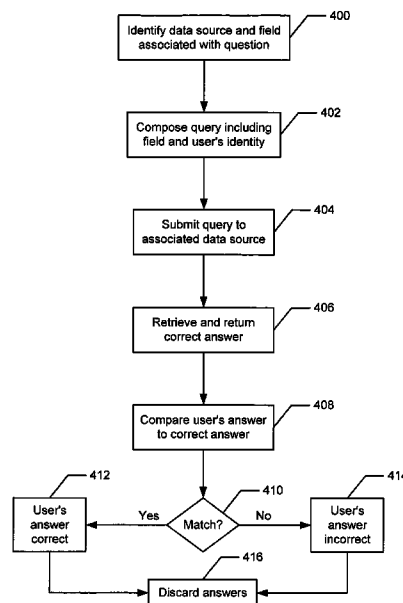 Identify data source and field
associated with question
400
Compose query including
field and user's identity
402
Submit query to
associated data source
404
Retrieve and return
correct answer
406
Compare user's answer
to correct answer
408
412
User's
answer
correct
Yes
Match?
410
No
414
User's
answer
incorrect
416
Discard answers